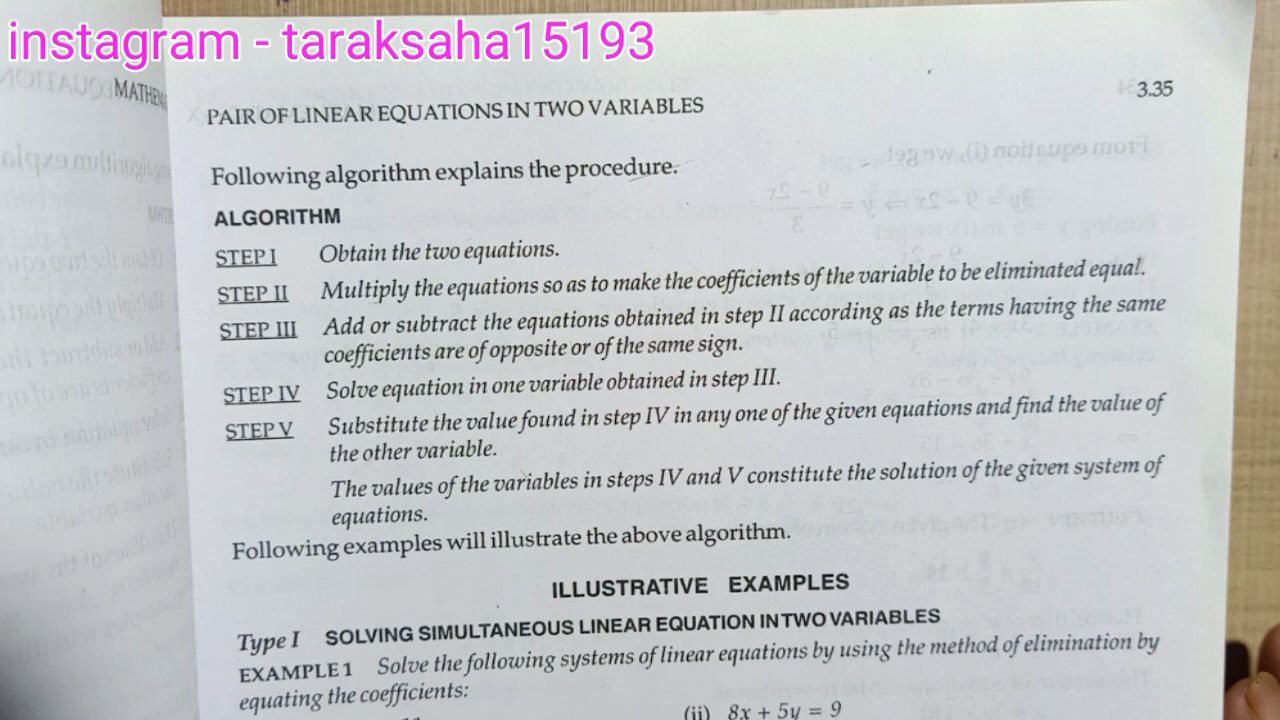 instagram - taraksaha15193
MATHEM
PAIR OF LINEAR EQUATIONS IN TWO VARIABLES
3.35
Following algorithm explains the procedure.
ALGORITHM
STEP I Obtain the two equations.
STEP II Multiply the equations so as to make the coefficients of the variable to be eliminated equal.
STEP III Add or subtract the equations obtained in step II according as the terms having the same
coefficients are of opposite or of the same sign.
STEP IV Solve equation in one variable obtained in step III.
STEP V Substitute the value found in step IV in any one of the given equations and find the value of
the other variable.
The values of the variables in steps IV and V constitute the solution of the given system of
equations.
Following examples will illustrate the above algorithm.
ILLUSTRATIVE EXAMPLES
Type I SOLVING SIMULTANEOUS LINEAR EQUATION IN TWO VARIABLES
EXAMPLE 1 Solve the following systems of linear equations by using the method of elimination by
equating the coefficients:
(ii) 8x + 5y = 9